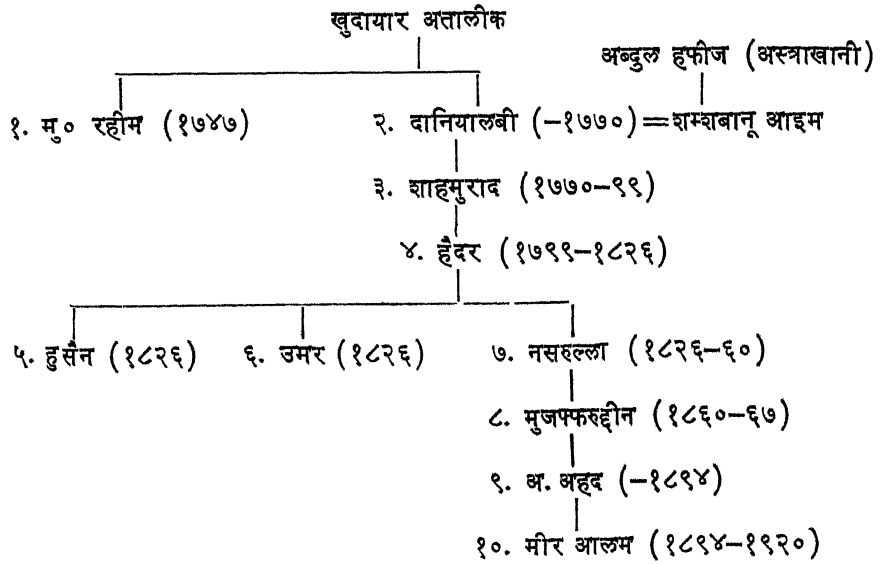 खुदायार अतालीक
अब्दुल हफीज (अस्त्राखानी)
१. मु० रहीम (१७४७) २. दानियालबी (–१७७०)=शम्शबानू आइम
३. शाहमुराद (१७७०–९९)
४. हैदर (१७९९–१८२६)
५. हुसैन (१८२६) ६. उमर (१८२६) ७. नसरुल्ला (१८२६–६०)
८. मुजफ्फरुद्दीन (१८६०–६७)
९. अ. अहद (–१८९४)
१०. मीर आलम (१८९४–१९२०)